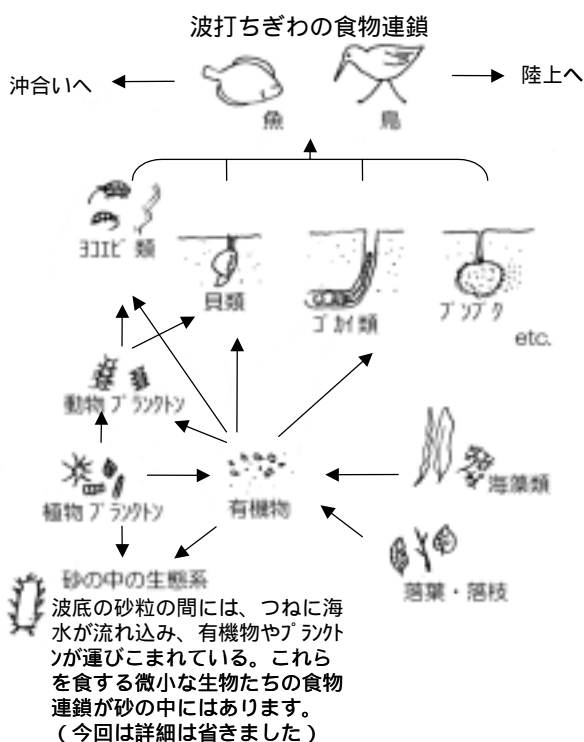 波打ちぎわの食物連鎖
沖合いへ
陸上へ
魚
鳥
ﾖｺｴﾋﾞ類
貝類
ｺﾞｶｲ類
ﾌﾞﾝﾌﾞｸ
etc.
動物ﾌﾟﾗﾝｸﾄﾝ
植物ﾌﾟﾗﾝｸﾄﾝ
有機物
海藻類
落葉・落枝
砂の中の生態系
波底の砂粒の間には、つねに海
水が流れ込み、有機物やﾌﾟﾗﾝｸﾄ
ﾝが運びこまれている。これら
を食する微小な生物たちの食物
連鎖が砂の中にはあります。
（今回は詳細は省きました）